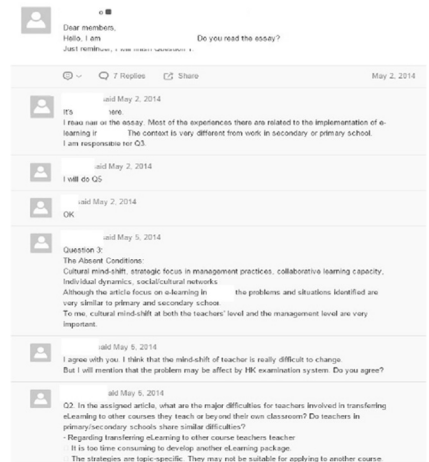 Dear members,
Hello, I am Do you read the essay?
Just reminder, I will finish Question 1.
7 Replies Share May 2, 2014
said May 2, 2014
It's here.
I read half of the essay. Most of the experiences there are related to the implementation of e-
learning in The context is very different from work in secondary or primary school.
I am responsible for Q3.
said May 2, 2014
I will do Q5
said May 2, 2014
OK
said May 5, 2014
Question 3:
The Absent Conditions:
Cultural mind-shift, strategic focus in management practices, collaborative learning capacity,
Individual dynamics, social/cultural networks
Although the article focus on e-learning in the problems and situations identified are
very similar to primary and secondary school.
To me, cultural mind-shift at both the teachers' level and the management level are very
important.
said May 5, 2014
I agree with you. I think that the mind-shift of teacher is really difficult to change.
But I will mention that the problem may be affect by HK examination system. Do you agree?
said May 5, 2014
Q2. In the assigned article, what are the major difficulties for teachers involved in transferring
eLearning to other courses they teach or beyond their own classroom? Do teachers in
primary/secondary schools share similar difficulties?
- Regarding transferring eLearning to other course teachers teacher
It is too time consuming to develop another eLearning package.
The strategies are topic-specific. They may not be suitable for applying to another course